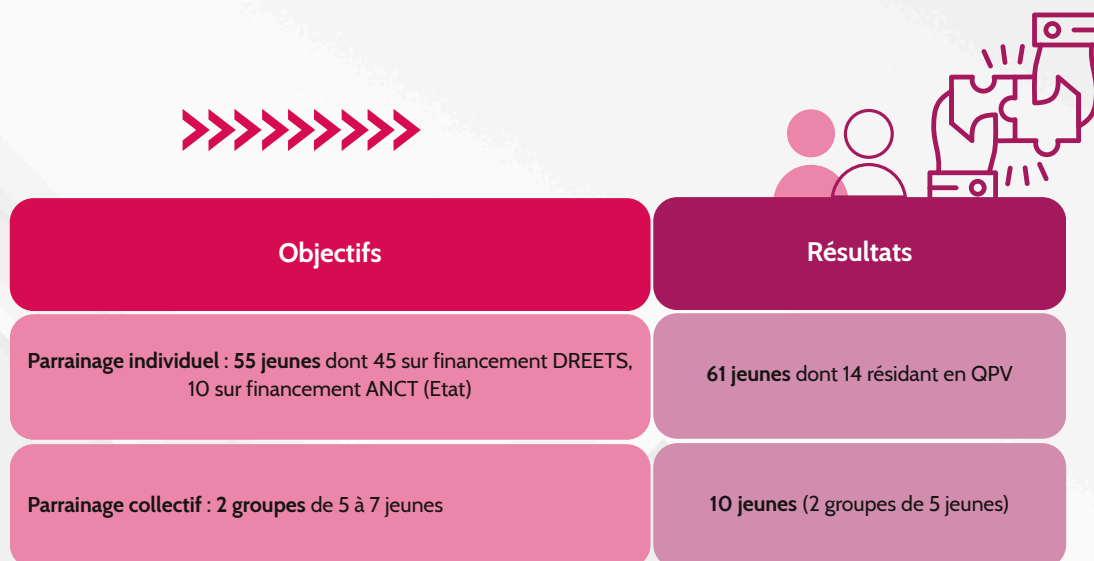 Objectifs
Résultats
Parrainage individuel : 55 jeunes dont 45 sur financement DREETS,
10 sur financement ANCT (Etat)
61 jeunes dont 14 résidant en QPV
Parrainage collectif : 2 groupes de 5 à 7 jeunes
10 jeunes (2 groupes de 5 jeunes)